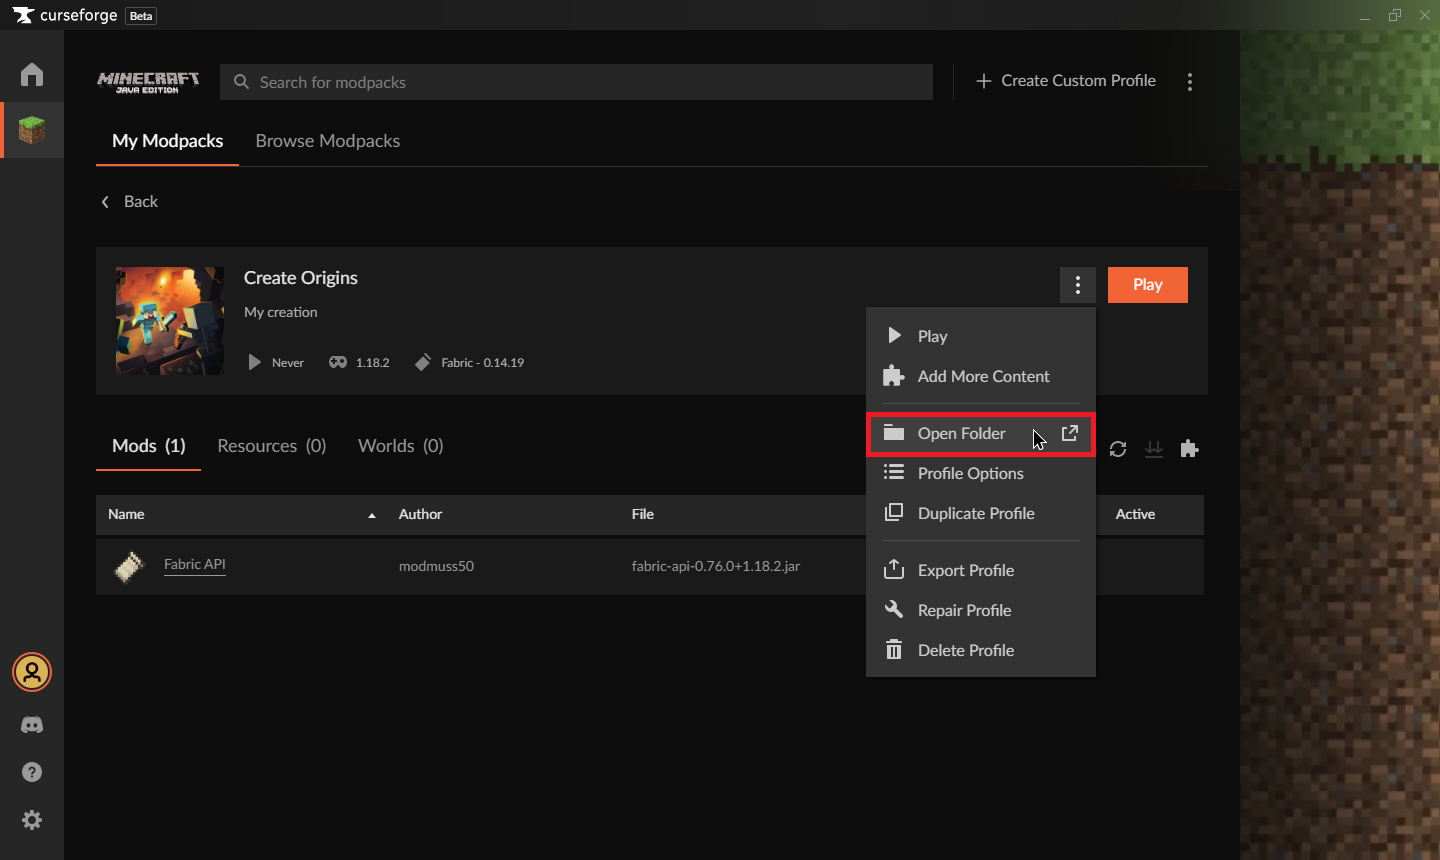 curseforge Beta
MINECRAFT
JAVA EDITION
Search for modpacks
Create Custom Profile
My Modpacks
Browse Modpacks
Back
Create Origins
My creation
Never
1.18.2
Fabric - 0.14.19
Play
Play
Add More Content
Open Folder
Profile Options
Duplicate Profile
Export Profile
Repair Profile
Delete Profile
Mods (1)
Resources (0)
Worlds (0)
Name
Author
File
Active
Fabric API
modmuss50
fabric-api-0.76.0+1.18.2.jar